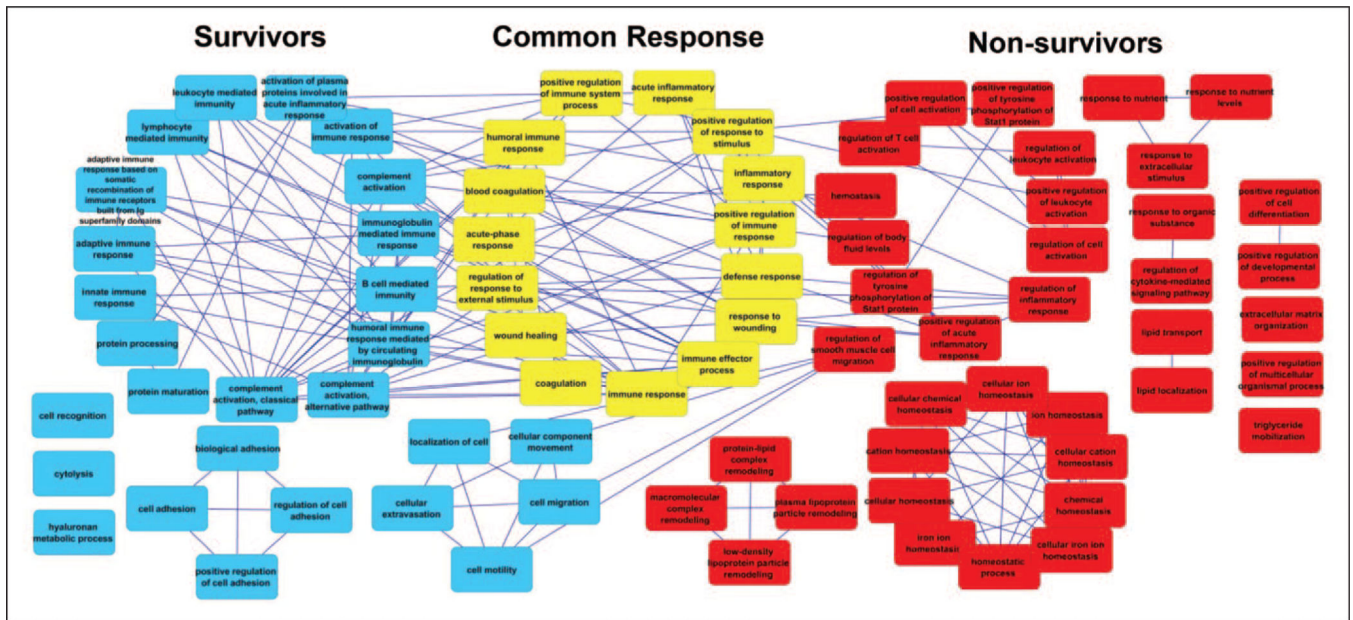 Survivors
Common Response
Non-survivors
leukocyte mediated
immunity
activation of plasma
proteins involved in
acute inflammatory
response
lymphocyte
mediated immunity
activation of
immune response
adaptive immune
response based on
somatic
recombination of
immune receptors
built from Ig
superfamily domains
complement
activation
immunoglobulin
mediated immune
response
adaptive immune
response
B cell mediated
immunity
innate immune
response
humoral immune
response mediated
by circulating
immunoglobulin
protein processing
protein maturation
complement
activation, classical
pathway
complement
activation, alternative
pathway
cell recognition
cytolysis
hyaluronan
metabolic process
biological adhesion
cell adhesion
regulation of cell
adhesion
positive regulation
of cell adhesion
localization of cell
cellular component
movement
cellular
extravasation
cell migration
cell motility
positive regulation
of immune system
process
acute inflammatory
response
humoral immune
response
positive regulation
of response to
stimulus
blood coagulation
inflammatory
response
acute-phase
response
positive regulation
of immune
response
regulation of
response to
external stimulus
defense response
wound healing
response to
wounding
coagulation
immune effector
process
immune response
positive regulation
of cell activation
positive regulation
of tyrosine
phosphorylation of
Stat1 protein
response to nutrient
response to nutrient
levels
regulation of T cell
activation
regulation of
leukocyte activation
response to
extracellular
stimulus
hemostasis
positive regulation
of leukocyte
activation
response to organic
substance
positive regulation
of cell
differentiation
regulation of body
fluid levels
regulation of cell
activation
positive regulation
of developmental
process
regulation of
tyrosine
phosphorylation of
Stat1 protein
regulation of
inflammatory
response
regulation of
cytokine-mediated
signaling pathway
extracellular matrix
organization
regulation of
smooth muscle cell
migration
positive regulation
of acute
inflammatory
response
lipid transport
positive regulation
of multicellular
organismal process
lipid localization
triglyceride
mobilization
cellular ion
homeostasis
cellular chemical
homeostasis
ion homeostasis
cation homeostasis
cellular cation
homeostasis
cellular homeostasis
chemical
homeostasis
iron ion
homeostasis
cellular iron ion
homeostasis
homeostatic
process
protein-lipid
complex
remodeling
macromolecular
complex
remodeling
plasma lipoprotein
particle remodeling
low-density
lipoprotein particle
remodeling